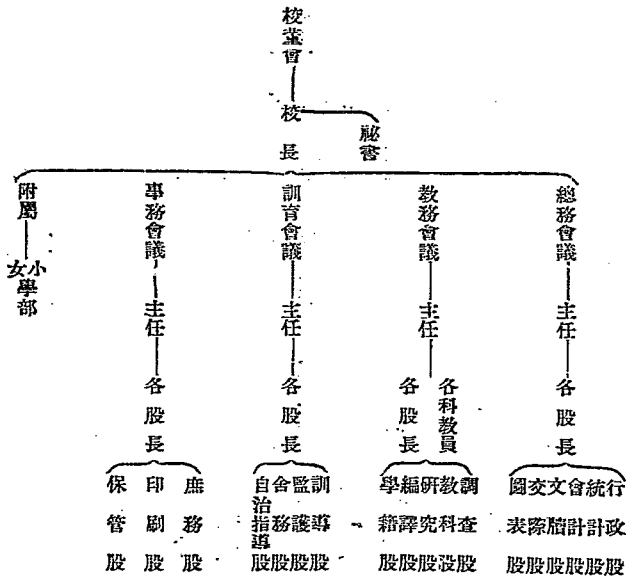 校董會
校長
祕書
總務會議
主任
各股長
行政股
統計股
會計股
文牘股
交際股
圖表股
教務會議
主任
各科教員
各股長
調查股
教科股
研究股
編譯股
學籍股
訓育會議
主任
各股長
訓導股
監護股
舍務股
自治指導股
事務會議
主任
各股長
庶務股
印刷股
保管股
附屬
小學部
女